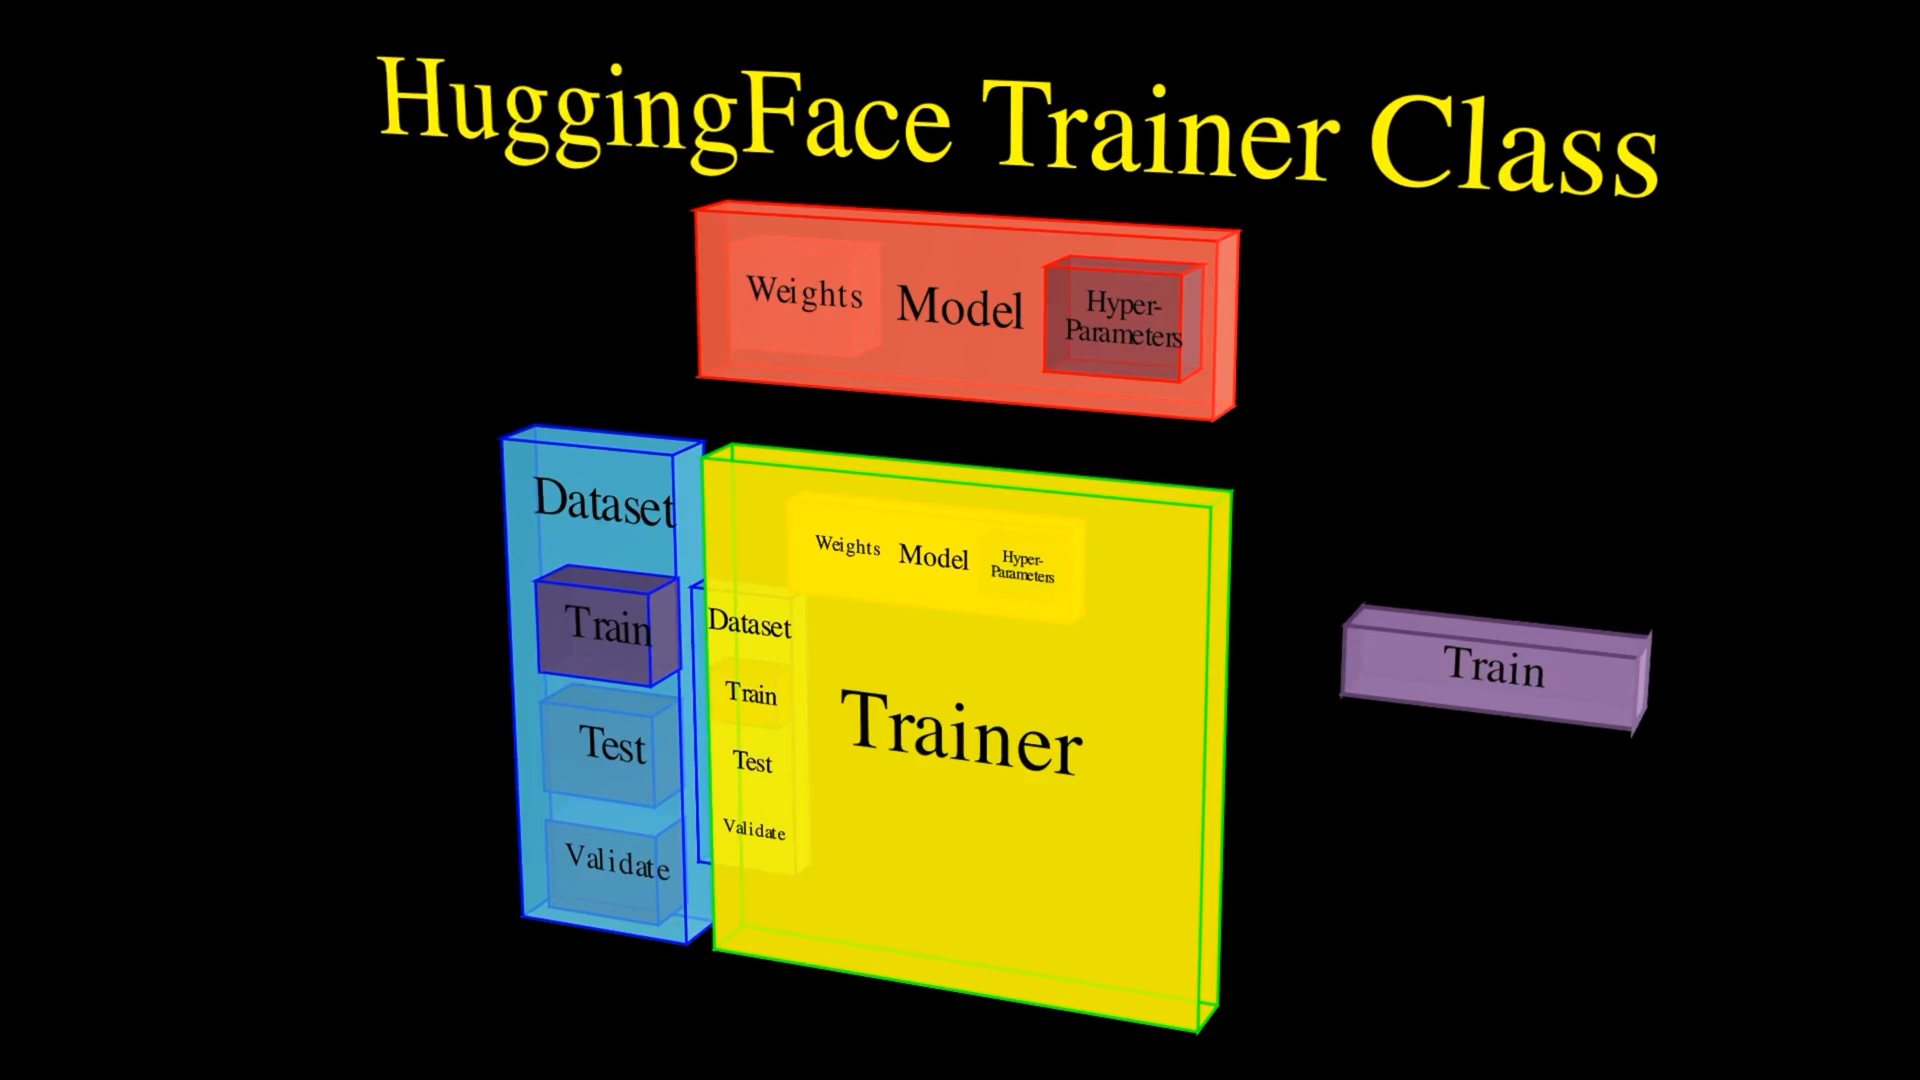 HuggingFace Trainer Class
Weights
Model
Hyper-
Parameters
Dataset
Train
Test
Validate
Weights
Model
Hyper-
Parameters
Dataset
Train
Test
Validate
Trainer
Train